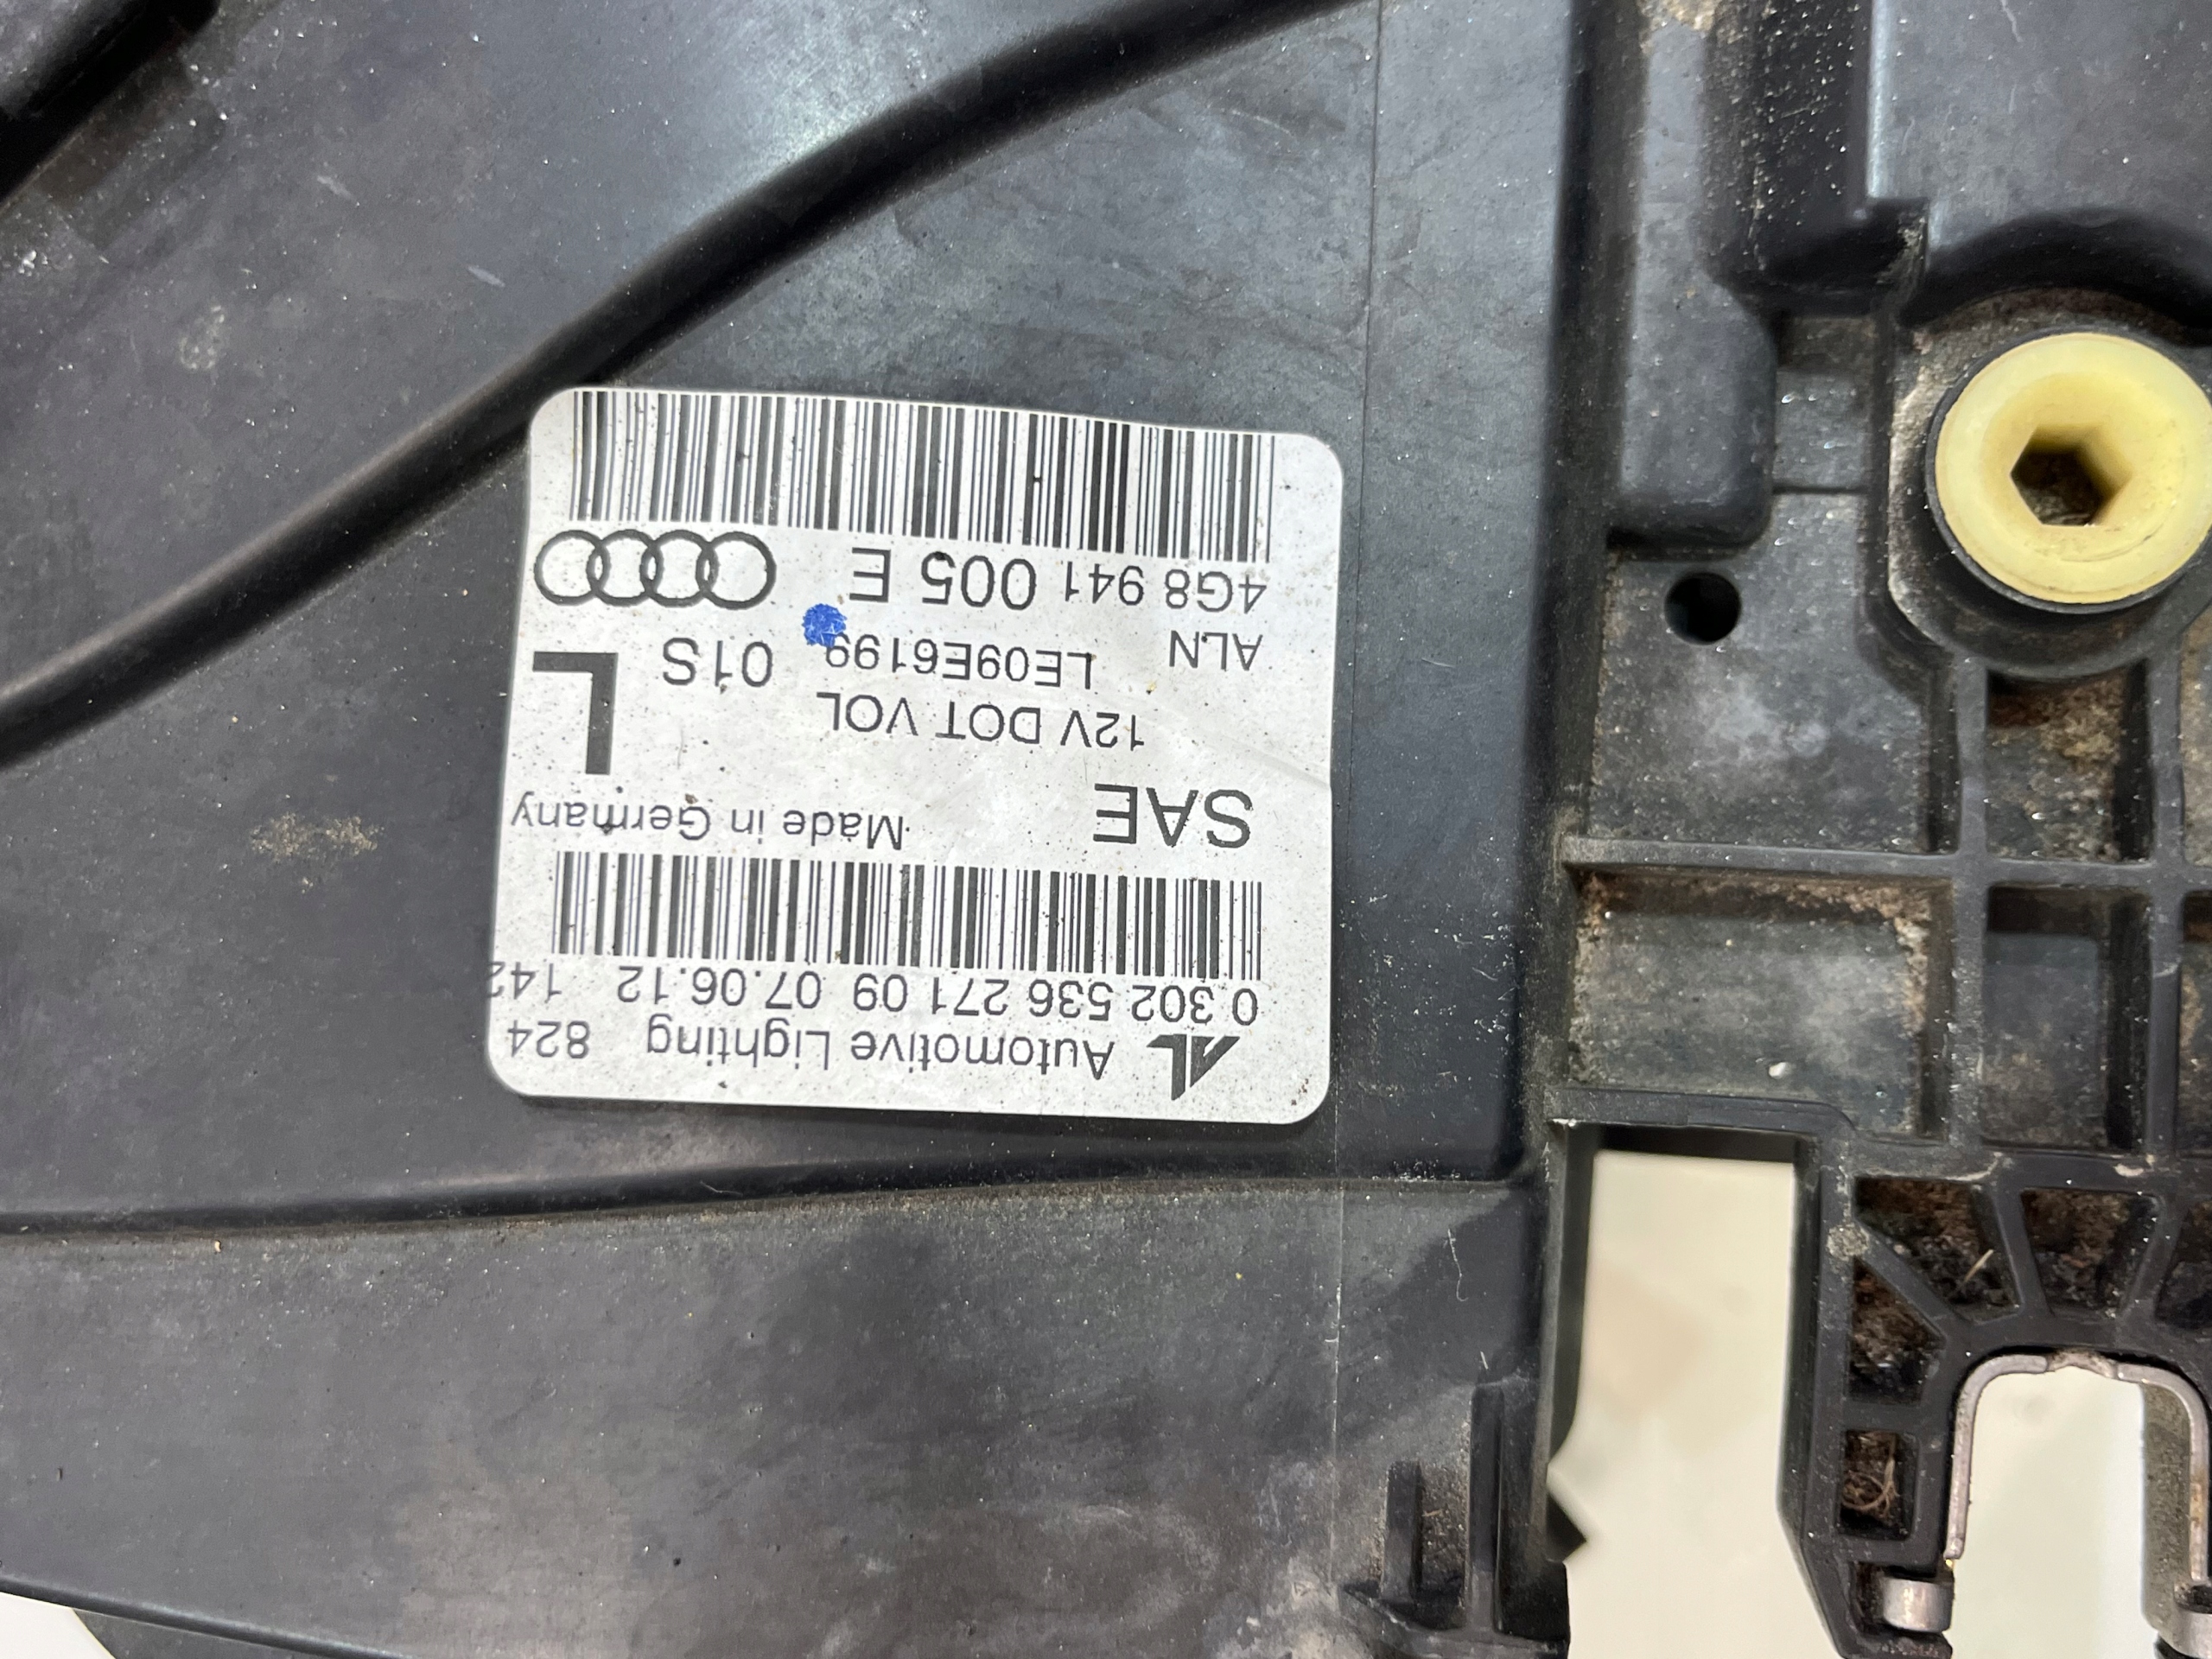 Automotive Lighting 824
0 302 536 271 09 07.06.12
SAE Made in Germany
12V DOT VOL L
ALN LE09E6199 01S
4G8 941 005 E